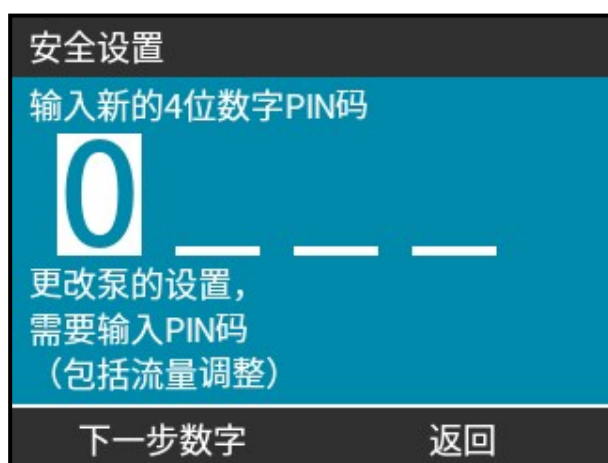 安全设置
输入新的4位数字PIN码
0 _ _ _
更改泵的设置，
需要输入PIN码
（包括流量调整）
下一步数字 返回